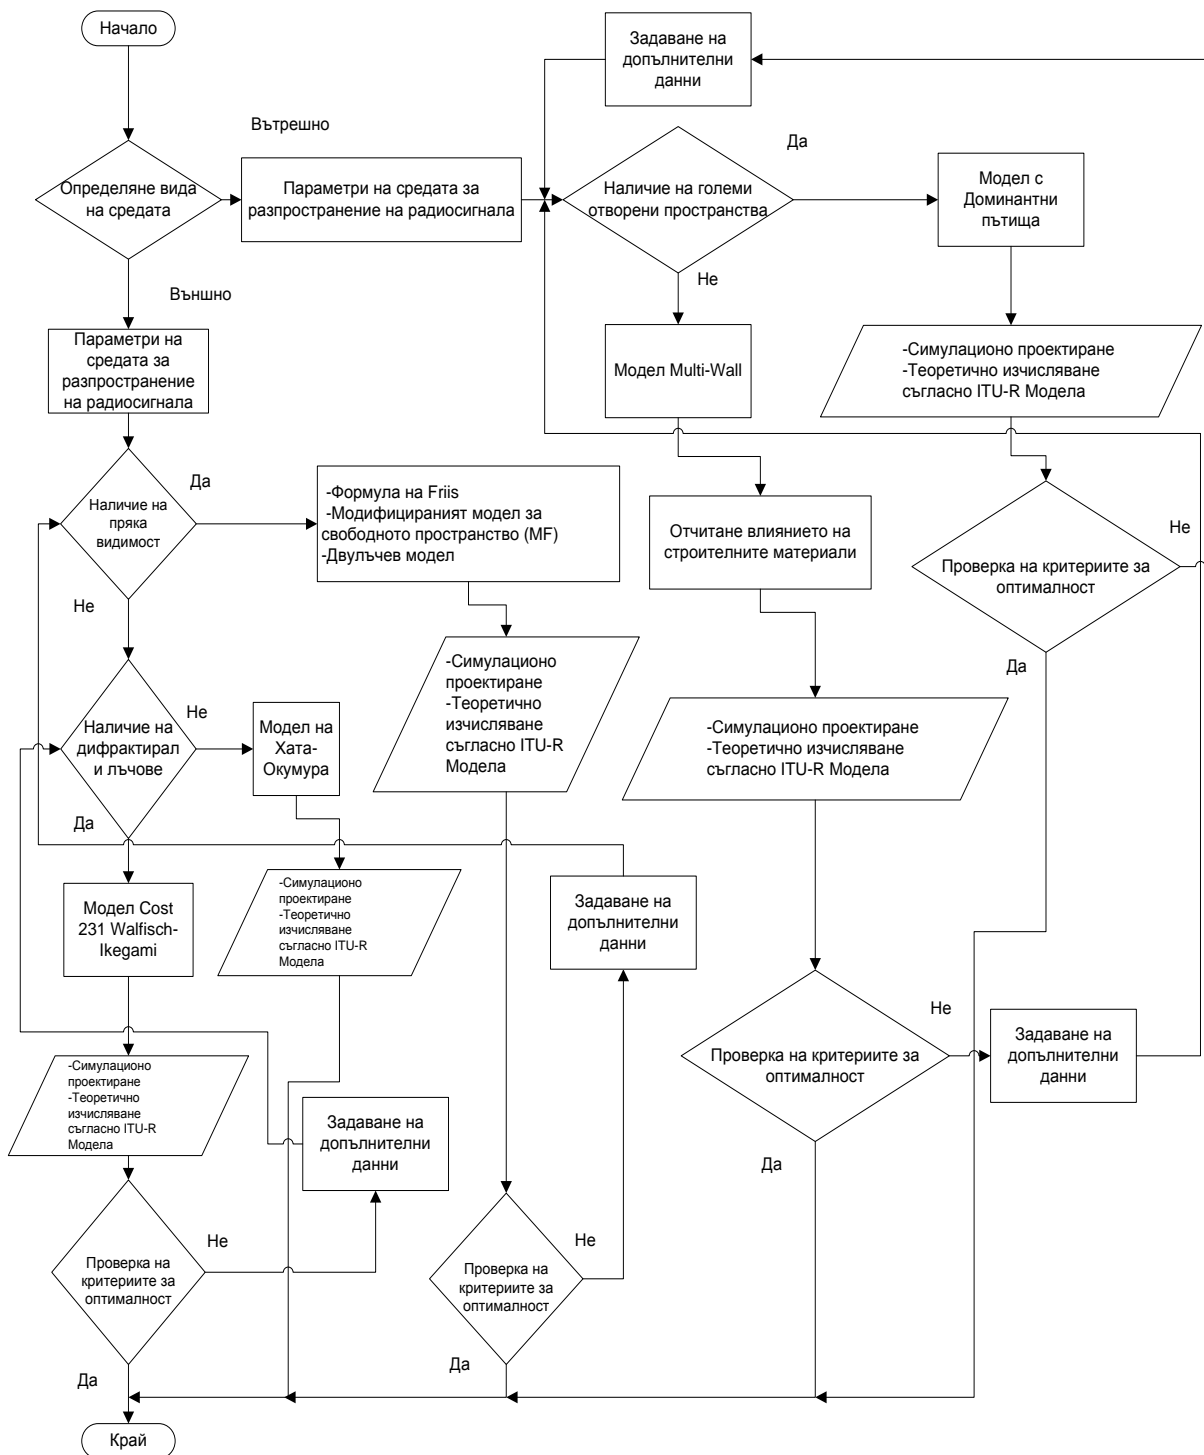 Начало
Задаване на
допълнителни
данни
Вътрешно
Да
Определяне вида
на средата
Параметри на средата за
разпространение на радиосигнала
Наличие на големи
отворени пространства
Модел с
Доминантни
пътища
Не
Външно
Параметри на
средата за
разпространение
на радиосигнала
Модел Multi-Wall
-Симулационо проектиране
-Теоретично изчисляване
съгласно ITU-R Модела
Да
Наличие на
пряка
видимост
-Формула на Friis
-Модифицираният модел за
свободното пространство (MF)
-Двулъчев модел
Отчитане влиянието на
строителните материали
Не
Проверка на критериите за
оптималност
Не
Да
-Симулационо
проектиране
-Теоретично
изчисляване
съгласно ITU-R
Модела
Наличие на
дифрактирал
и лъчове
Не
Модел на
Хата-
Окумура
-Симулационо проектиране
-Теоретично изчисляване
съгласно ITU-R Модела
Да
Модел Cost
231 Walfisch-
Ikegami
-Симулационо
проектиране
-Теоретично
изчисляване
съгласно ITU-R
Модела
Задаване на
допълнителни
данни
Не
Проверка на критериите за
оптималност
Задаване на
допълнителни
данни
-Симулационо
проектиране
-Теоретично
изчисляване
съгласно ITU-R
Модела
Задаване на
допълнителни
данни
Да
Не
Проверка на
критериите за
оптималност
Не
Проверка на
критериите за
оптималност
Да
Да
Край